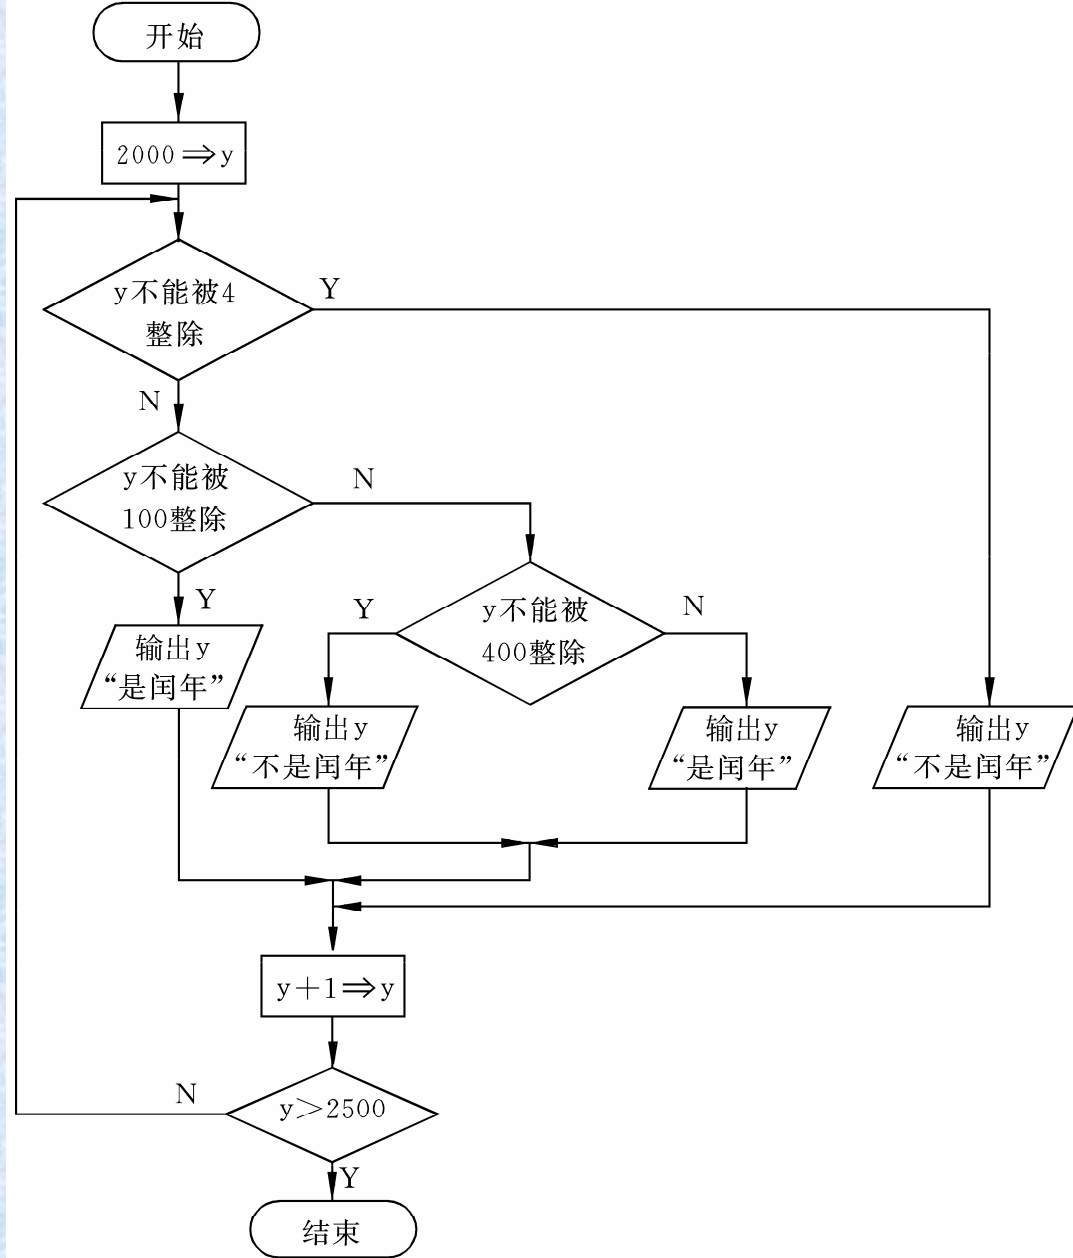 开始
2000⇒y
y不能被4
整除
Y
N
y不能被
100整除
N
Y
y不能被
400整除
Y
N
输出y
“是闰年”
输出y
“不是闰年”
输出y
“是闰年”
输出y
“不是闰年”
y+1⇒y
y>2500
N
Y
结束